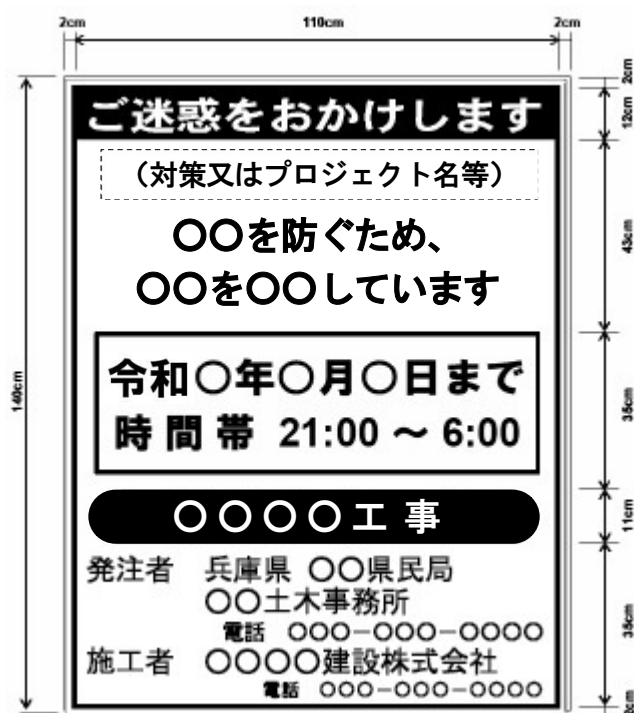 2cm 110cm 2cm
2cm
ご迷惑をおかけします
12cm
（対策又はプロジェクト名等）
〇〇を防ぐため、
43cm
〇〇を〇〇しています
140cm
令和〇年〇月〇日まで
35cm
時間帯 21:00 ～ 6:00
〇〇〇〇工事
11cm
発注者 兵庫県 〇〇県民局
〇〇土木事務所
35cm
電話 〇〇〇－〇〇〇－〇〇〇〇
施工者 〇〇〇〇建設株式会社
電話 〇〇〇－〇〇〇－〇〇〇〇
2cm